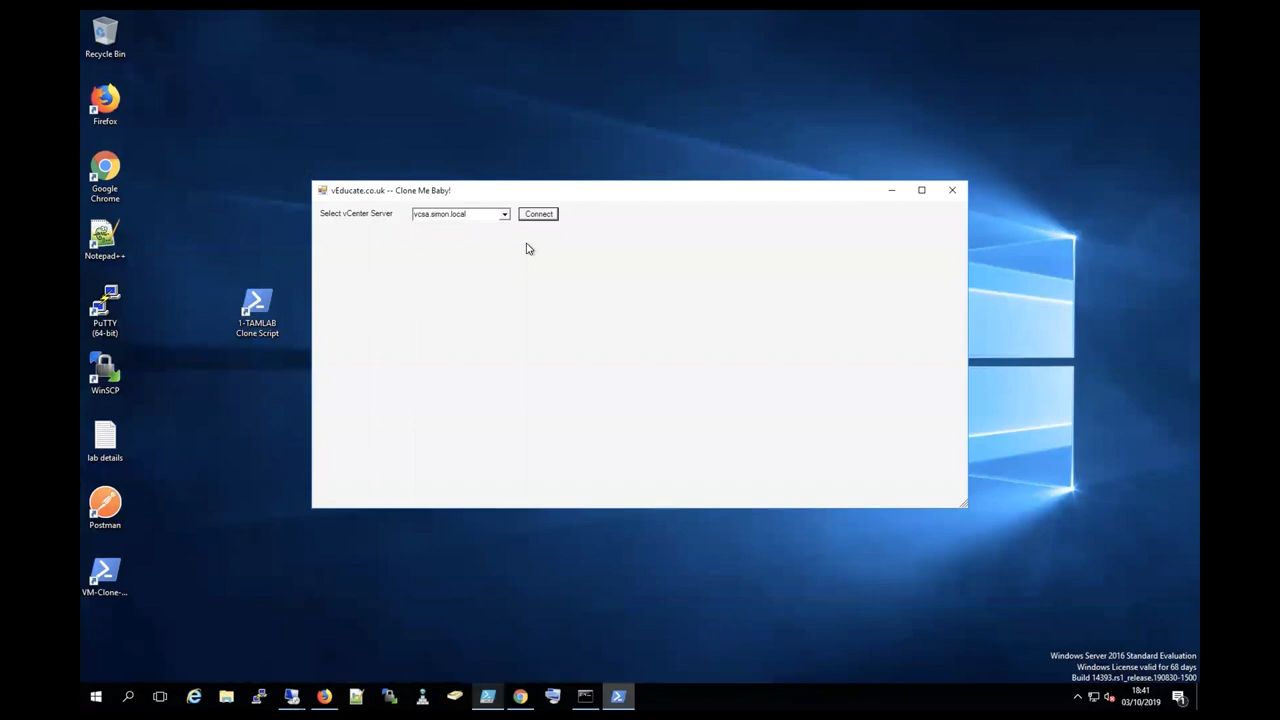 Recycle Bin
Firefox
Google
Chrome
Notepad++
PuTTY
(64-bit)
WinSCP
lab details
Postman
VM-Clone-...
1-TAMLAB
Clone Script
vEducate.co.uk -- Clone Me Baby!
Select vCenter Server
vcsa.simon.local
Connect
Windows Server 2016 Standard Evaluation
Windows License valid for 68 days
Build 14393.rs1_release.190830-1500
18:41
03/10/2019
1